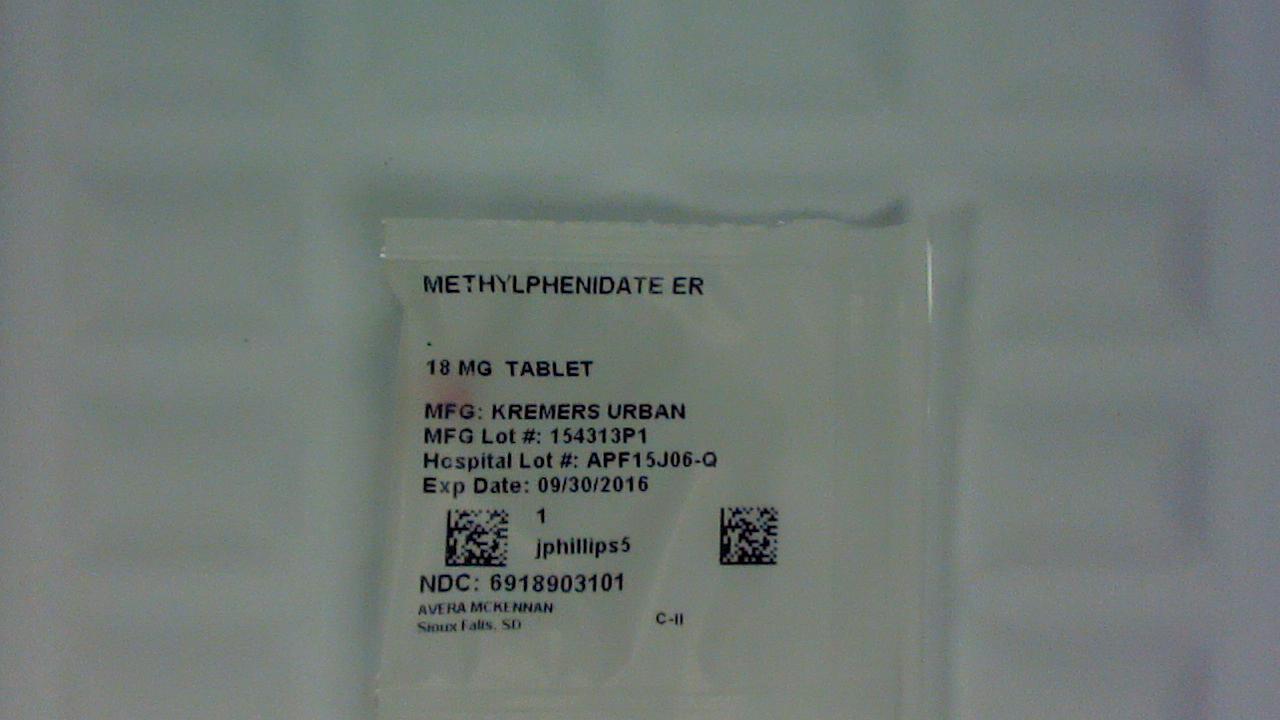 METHYLPHENIDATE ER
18 MG TABLET
MFG: KREMERS URBAN
MFG Lot #: 154313P1
Hospital Lot #: APF15J06-Q
Exp Date: 09/30/2016
1
jphillips5
NDC: 6918903101
AVERA MCKENNAN
Sioux Falls, SD
C-II